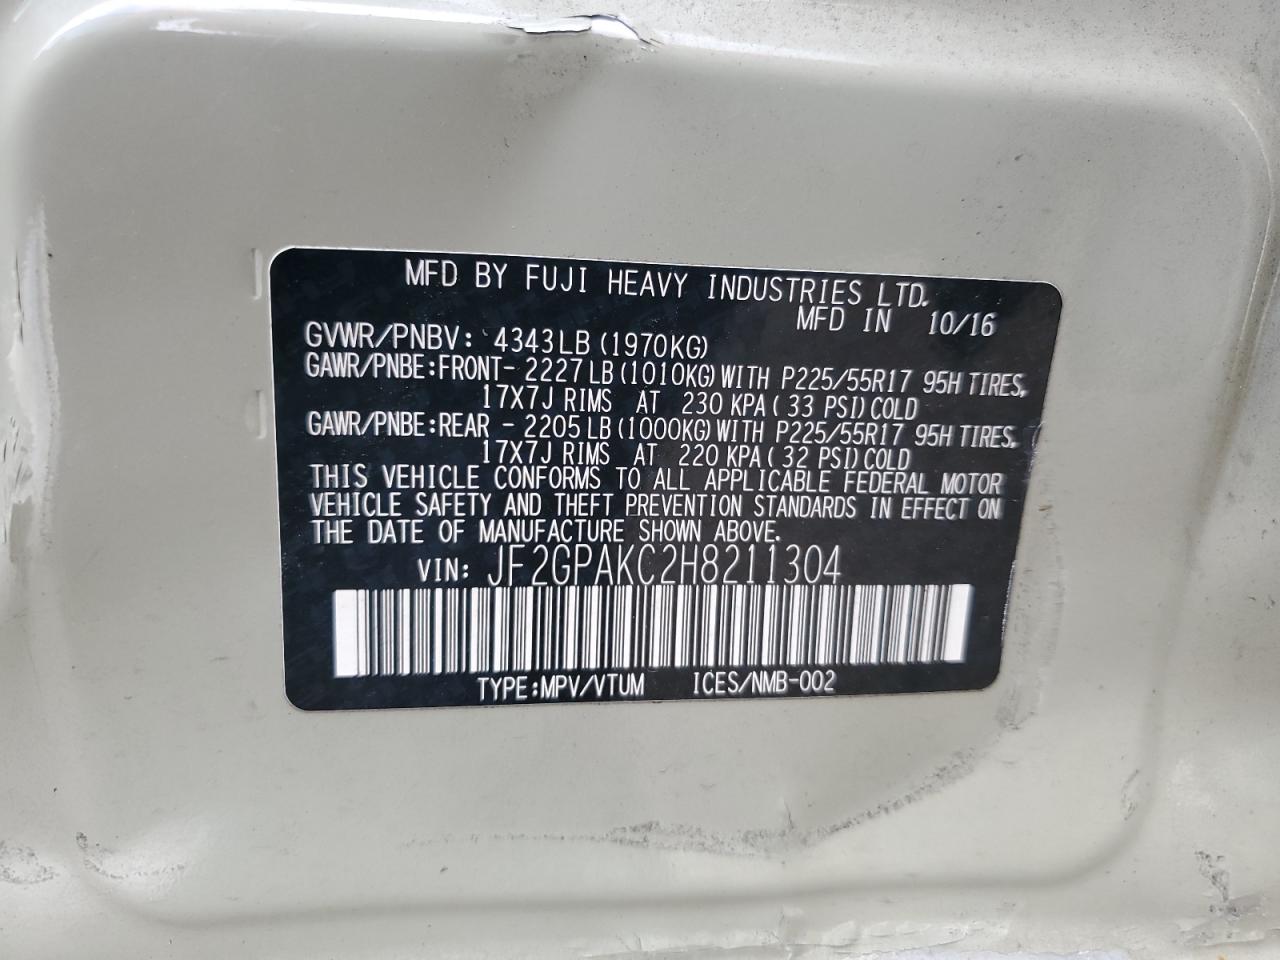 MFD BY FUJI HEAVY INDUSTRIES LTD.
MFD IN 10/16
GVWR/PNBV: 4343LB (1970KG)
GAWR/PNBE:FRONT- 2227LB (1010KG) WITH P225/55R17 95H TIRES,
17X7J RIMS AT 230 KPA ( 33 PSI) COLD
GAWR/PNBE:REAR - 2205LB (1000KG) WITH P225/55R17 95H TIRES,
17X7J RIMS AT 220 KPA ( 32 PSI) COLD
THIS VEHICLE CONFORMS TO ALL APPLICABLE FEDERAL MOTOR
VEHICLE SAFETY AND THEFT PREVENTION STANDARDS IN EFFECT ON
THE DATE OF MANUFACTURE SHOWN ABOVE.
VIN: JF2GPAKC2H8211304
TYPE:MPV/VTUM ICES/NMB-002